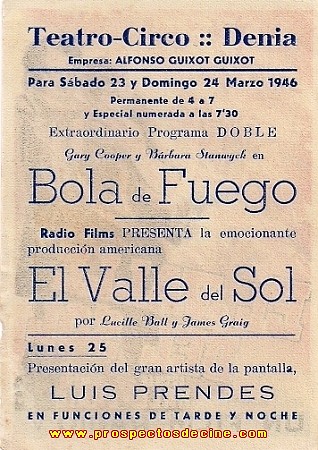 Teatro-Circo :: Denia
Empresa: ALFONSO GUIXOT GUIXOT
Para Sábado 23 y Domingo 24 Marzo 1946
Permanente de 4 a 7
y Especial numerada a las 7'30
Extraordinario Programa DOBLE
Gary Cooper y Bárbara Stanwyck en
Bola de Fuego
Radio Films PRESENTA la emocionante
producción americana
El Valle del Sol
por Lucille Ball y James Graig
Lunes 25
Presentación del gran artista de la pantalla,
LUIS PRENDES
EN FUNCIONES DE TARDE Y NOCHE
www.prospectosdecine.com